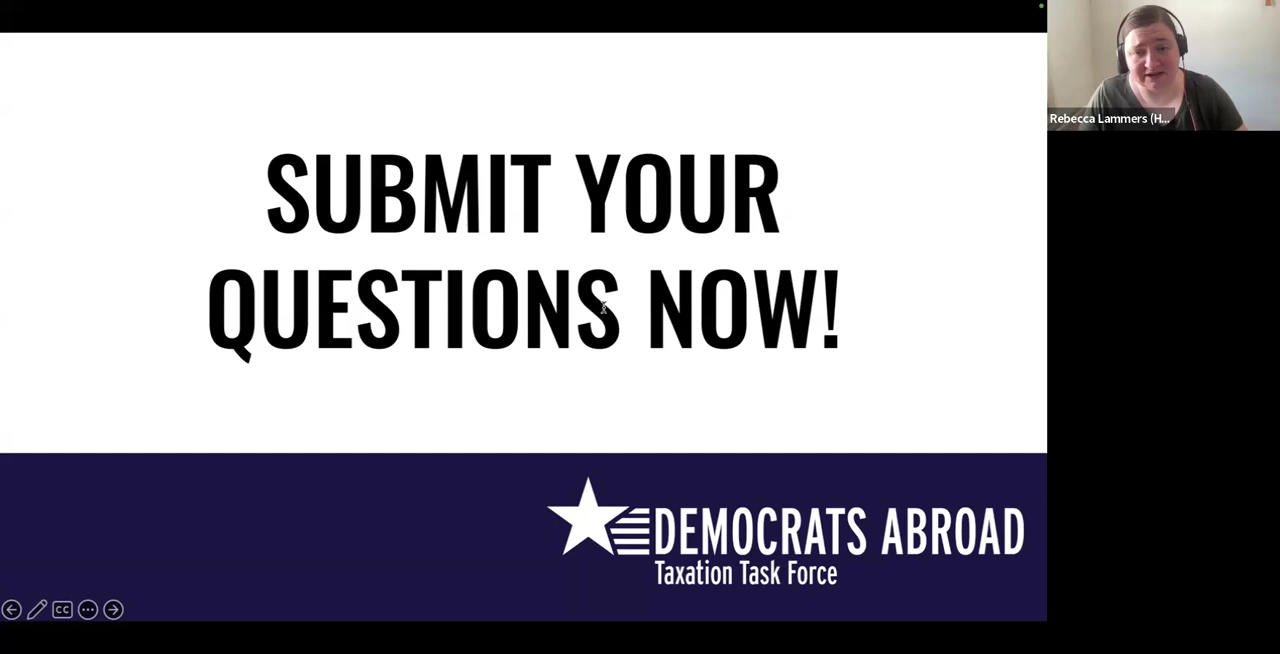 Rebecca Lammers (H...
SUBMIT YOUR
QUESTIONS NOW!
DEMOCRATS ABROAD
Taxation Task Force
CC